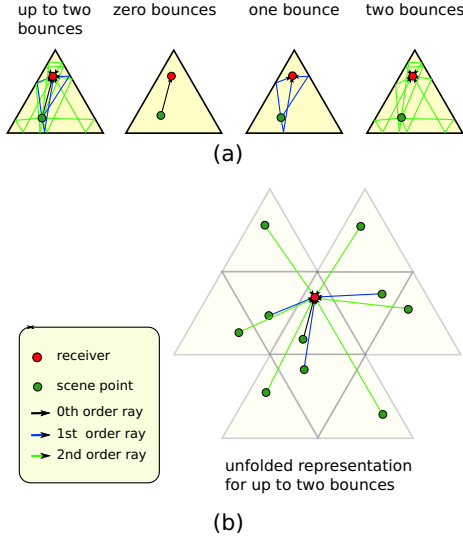 up to two
bounces
zero bounces
one bounce
two bounces
(a)
receiver
scene point
0th order ray
1st order ray
2nd order ray
unfolded representation
for up to two bounces
(b)